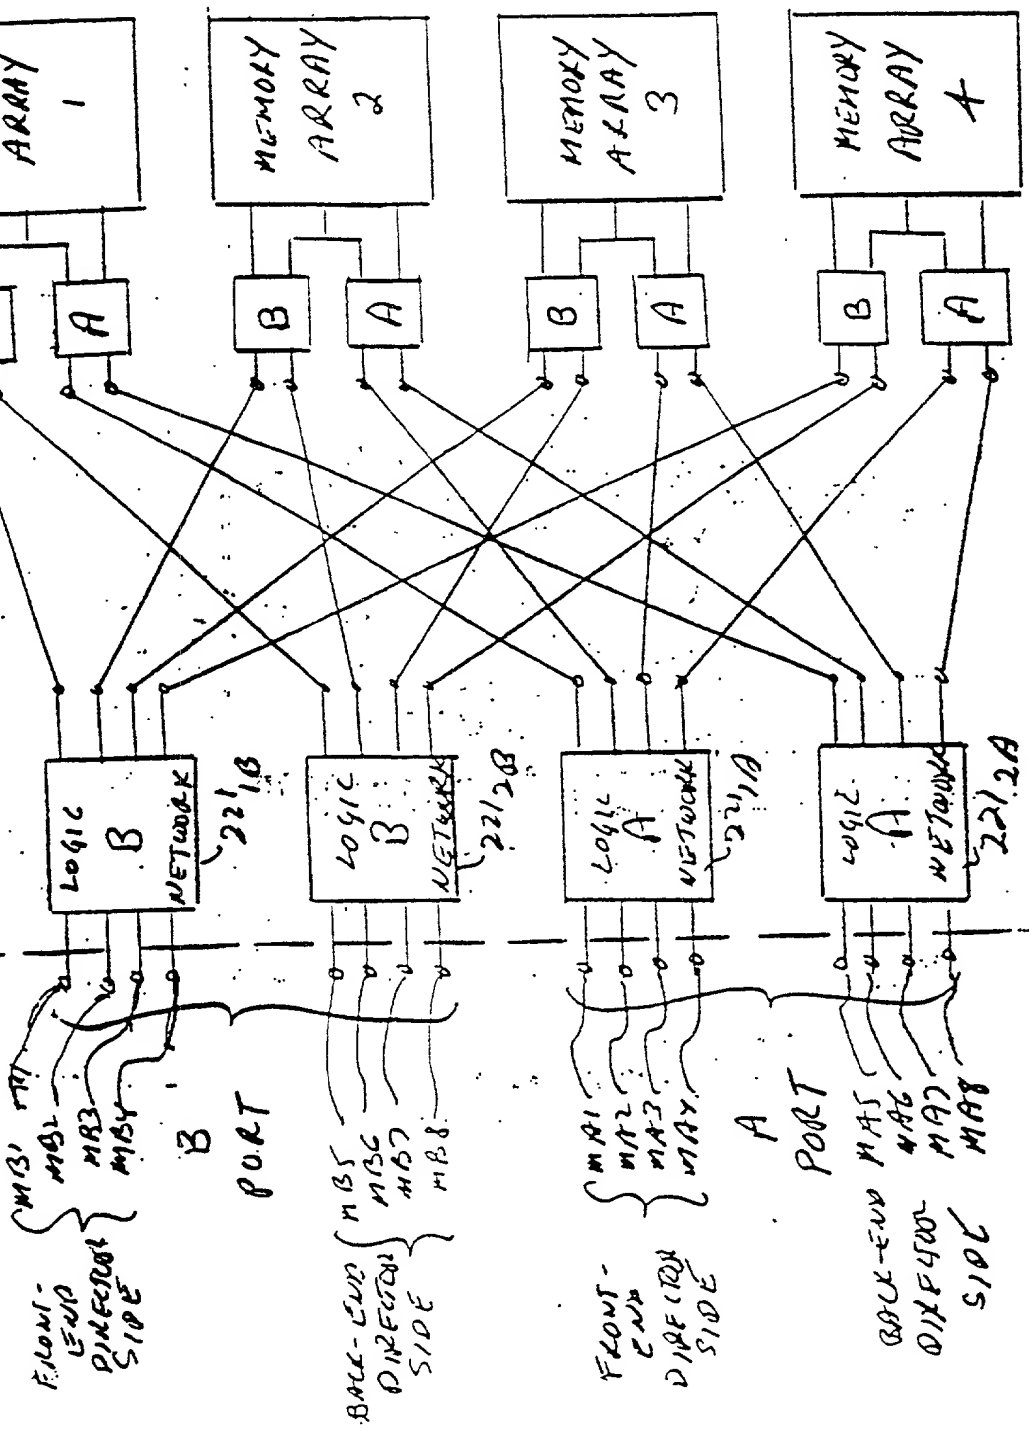 ARRAY
1
MEMORY
ARRAY
2
MEMORY
ARRAY
3
MEMORY
ARRAY
4
A
B
A
B
A
B
A
LOGIC
B
NETWORK
221,1B
LOGIC
B
NETWORK
221,2B
LOGIC
A
NETWORK
221,1A
LOGIC
A
NETWORK
221,2A
MB1
MB2
MB3
MB4
FRONT-
END
DIRECTOR
SIDE
B
PORT
MB5
MB6
MB7
MB8
BACK-END
DIRECTOR
SIDE
MA1
MA2
MA3
MA4
FRONT-
END
DIRECTOR
SIDE
A
PORT
MA5
MA6
MA7
MA8
BACK-END
DIRECTOR
SIDE